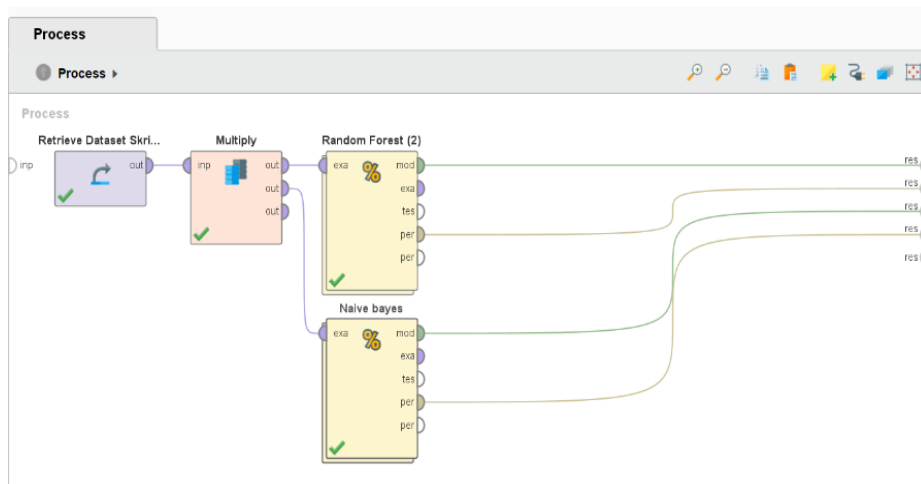 Process
Process
Process
Retrieve Dataset Skri...
Multiply
Random Forest (2)
inp
out
inp
out
out
out
exa
mod
exa
tes
per
per
res
res
res
res
res
Naive bayes
exa
mod
exa
tes
per
per